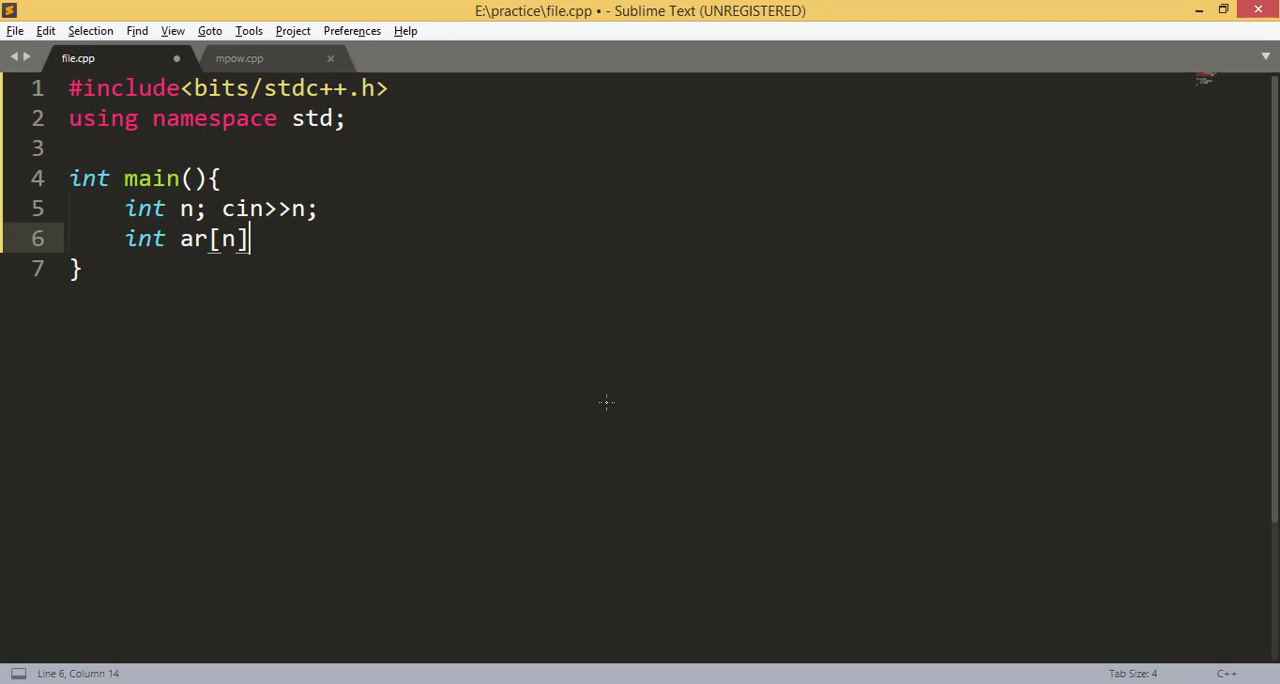 E:\practice\file.cpp • - Sublime Text (UNREGISTERED)
File Edit Selection Find View Goto Tools Project Preferences Help
file.cpp mpow.cpp
1 #include<bits/stdc++.h>
2 using namespace std;
3
4 int main(){
5 int n; cin>>n;
6 int ar[n]
7 }
Line 6, Column 14 Tab Size: 4 C++